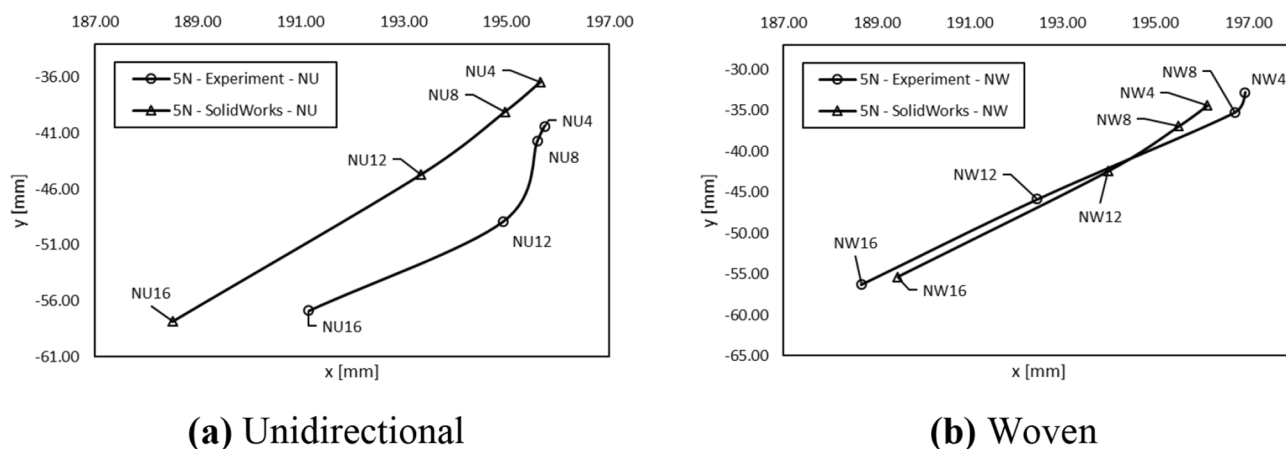 187.00 189.00 191.00 193.00 195.00 197.00
5N - Experiment - NU
5N - SolidWorks - NU
-36.00
-41.00
-46.00
-51.00
-56.00
-61.00
y [mm]
NU4
NU8
NU4
NU8
NU12
NU12
NU16
NU16
x [mm]
(a) Unidirectional
187.00 189.00 191.00 193.00 195.00 197.00
5N - Experiment - NW
5N - SolidWorks - NW
-30.00
-35.00
-40.00
-45.00
-50.00
-55.00
-60.00
-65.00
y [mm]
NW8
NW4
NW4
NW8
NW12
NW12
NW16
NW16
x [mm]
(b) Woven